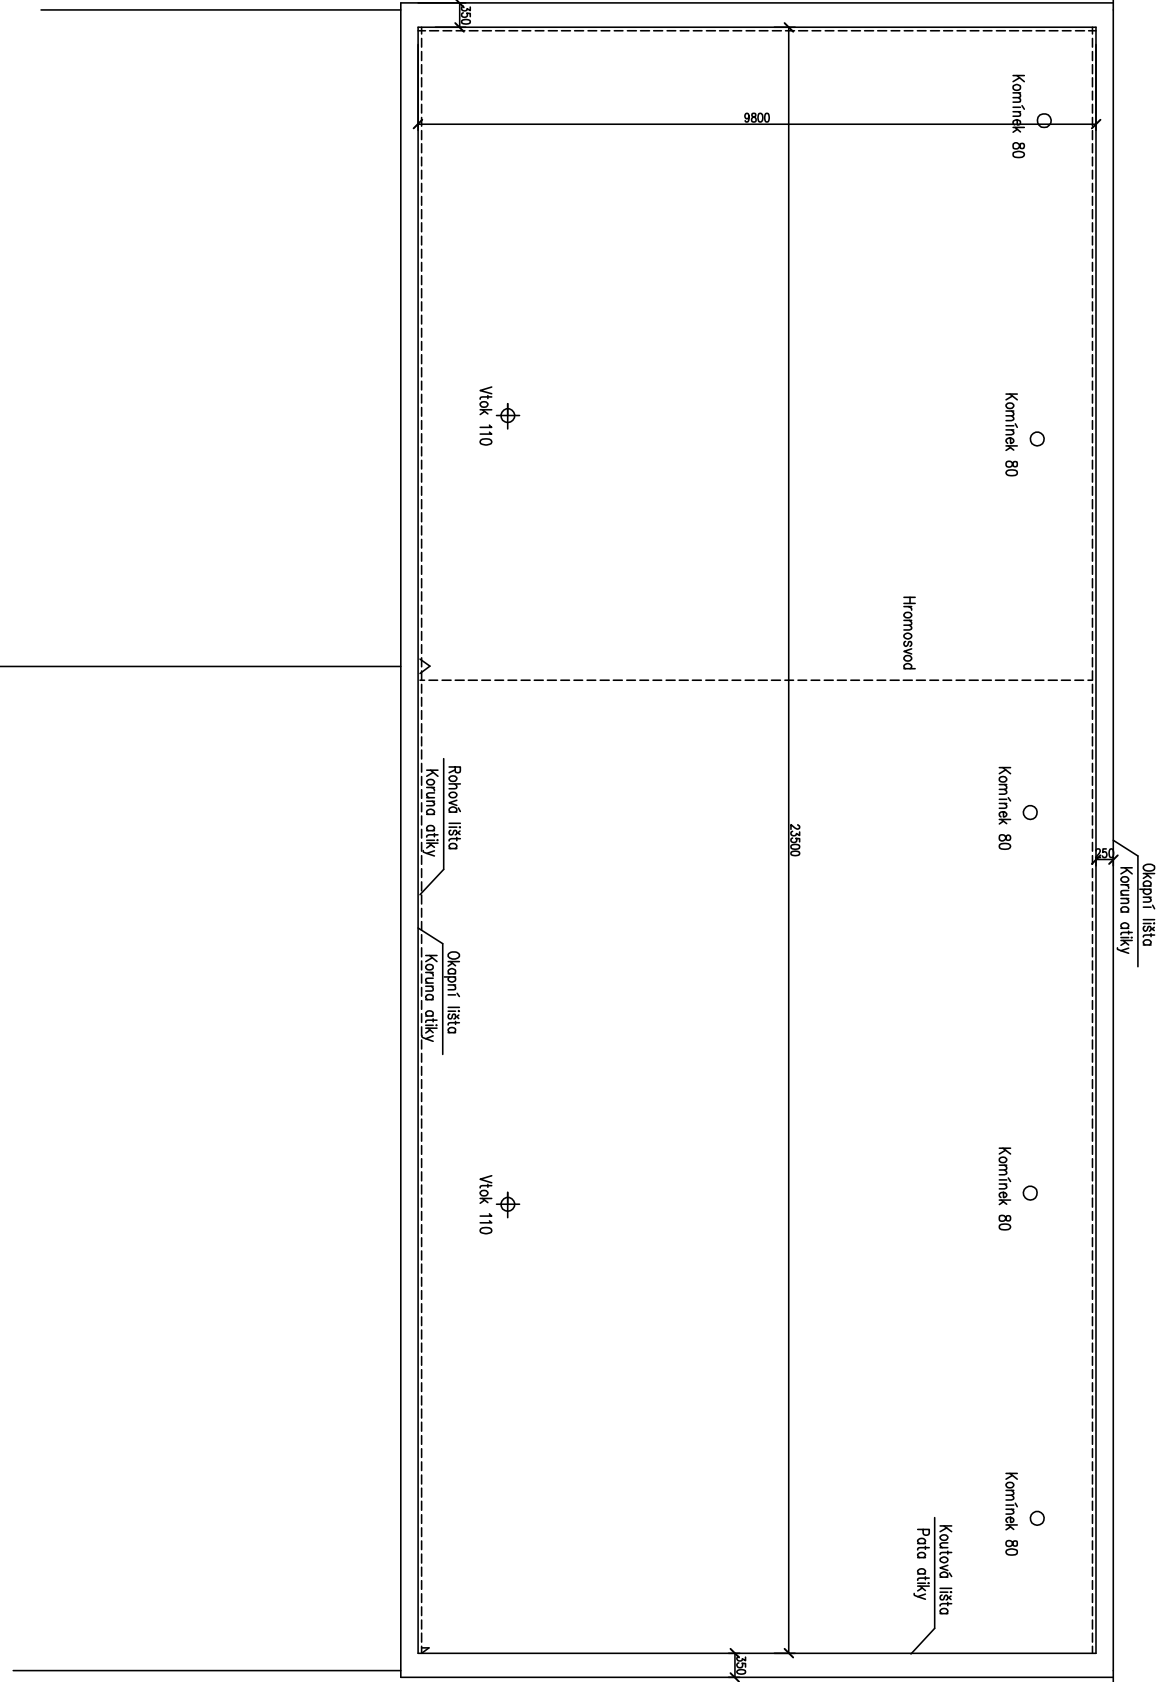 350
Komínek 80
9800
Vtok 110
Komínek 80
Hromosvod
Rohová lišta
Koruna atiky
Komínek 80
23500
250
Okapní lišta
Koruna atiky
Okapní lišta
Koruna atiky
Vtok 110
Komínek 80
Komínek 80
Koutová lišta
Pata atiky
350